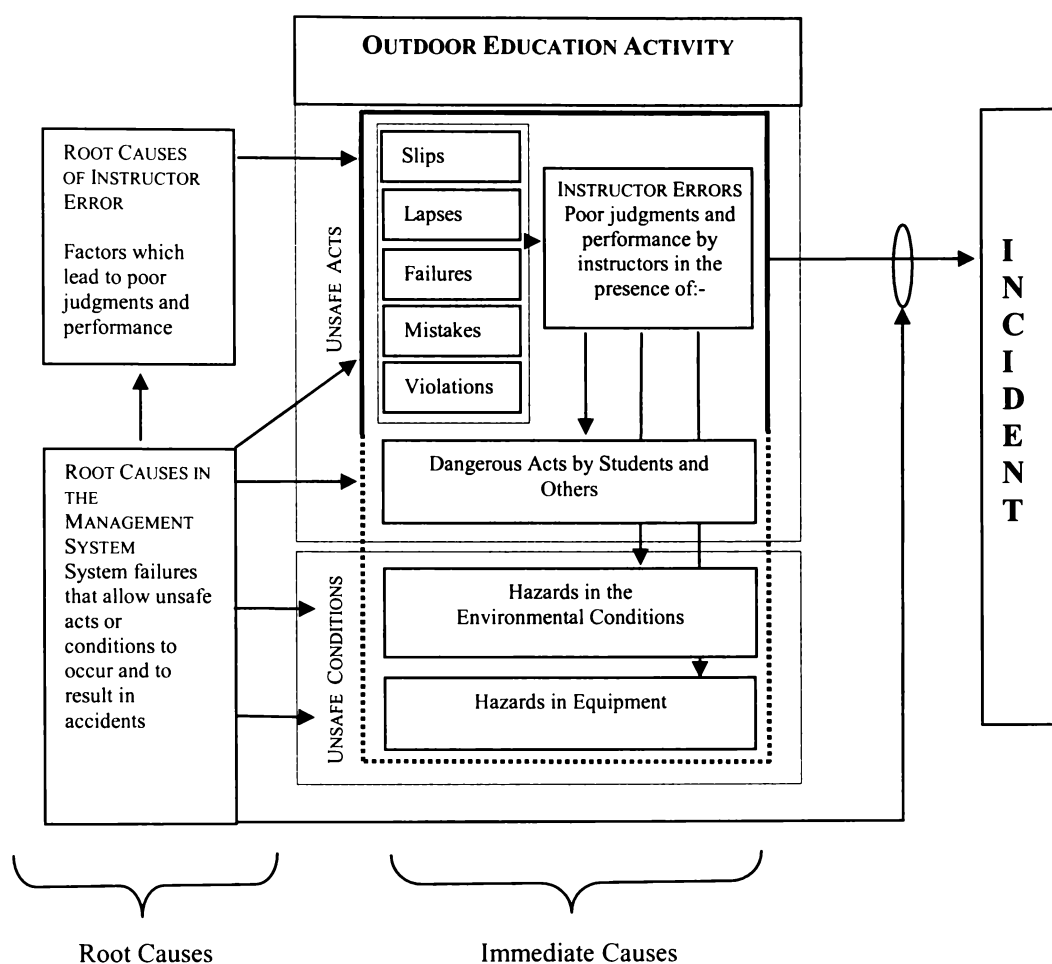 OUTDOOR EDUCATION ACTIVITY
ROOT CAUSES
OF INSTRUCTOR
ERROR
Factors which
lead to poor
judgments and
performance
ROOT CAUSES IN
THE
MANAGEMENT
SYSTEM
System failures
that allow unsafe
acts or
conditions to
occur and to
result in
accidents
UNSAFE ACTS
Slips
Lapses
Failures
Mistakes
Violations
INSTRUCTOR ERRORS
Poor judgments and
performance by
instructors in the
presence of:-
Dangerous Acts by Students and
Others
UNSAFE CONDITIONS
Hazards in the
Environmental Conditions
Hazards in Equipment
INCIDENT
Root Causes
Immediate Causes